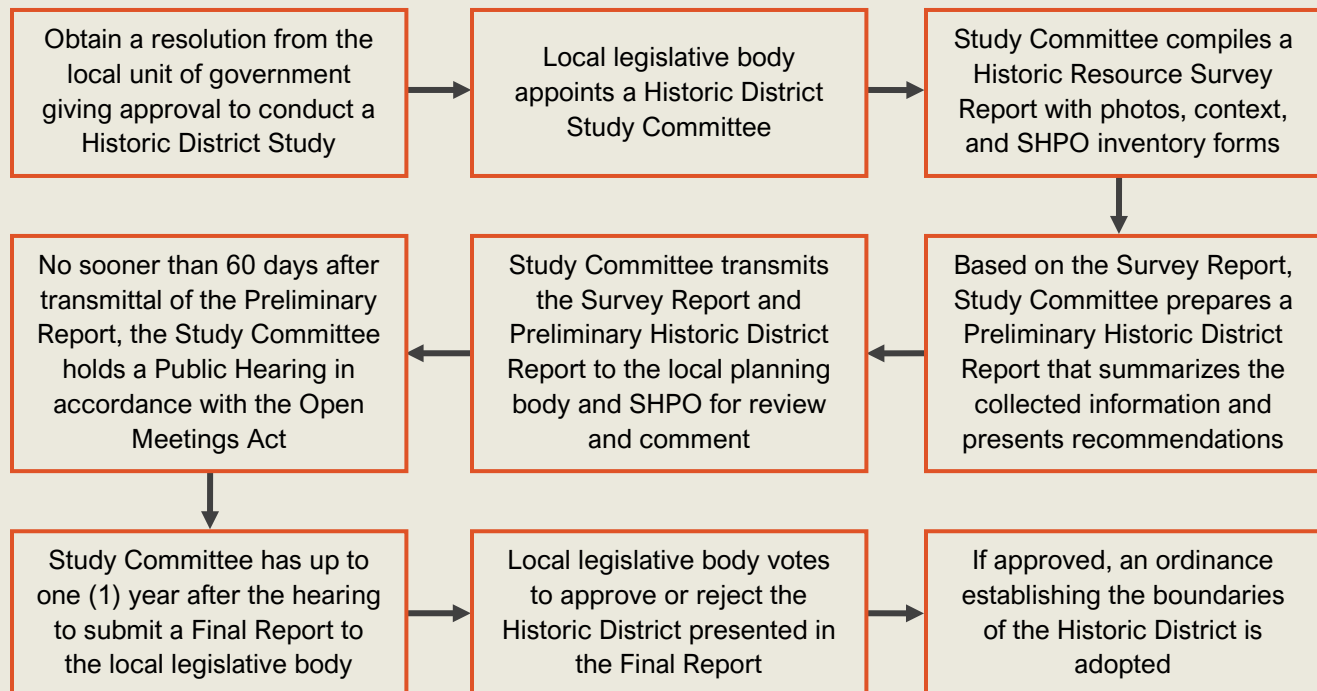 Obtain a resolution from the
local unit of government
giving approval to conduct a
Historic District Study
Local legislative body
appoints a Historic District
Study Committee
Study Committee compiles a
Historic Resource Survey
Report with photos, context,
and SHPO inventory forms
Based on the Survey Report,
Study Committee prepares a
Preliminary Historic District
Report that summarizes the
collected information and
presents recommendations
Study Committee transmits
the Survey Report and
Preliminary Historic District
Report to the local planning
body and SHPO for review
and comment
No sooner than 60 days after
transmittal of the Preliminary
Report, the Study Committee
holds a Public Hearing in
accordance with the Open
Meetings Act
Study Committee has up to
one (1) year after the hearing
to submit a Final Report to
the local legislative body
Local legislative body votes
to approve or reject the
Historic District presented in
the Final Report
If approved, an ordinance
establishing the boundaries
of the Historic District is
adopted